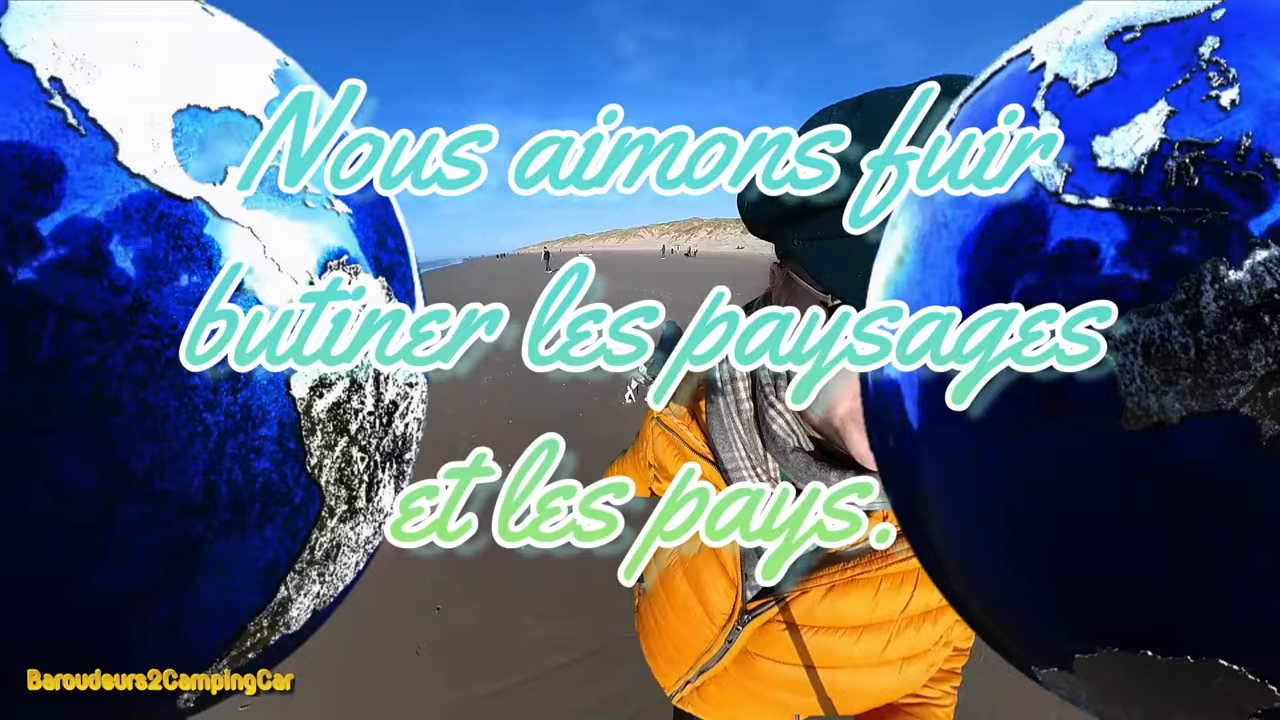 Nous aimons fuir
butiner les paysages
et les pays.
Baroudeurs2CampingCar